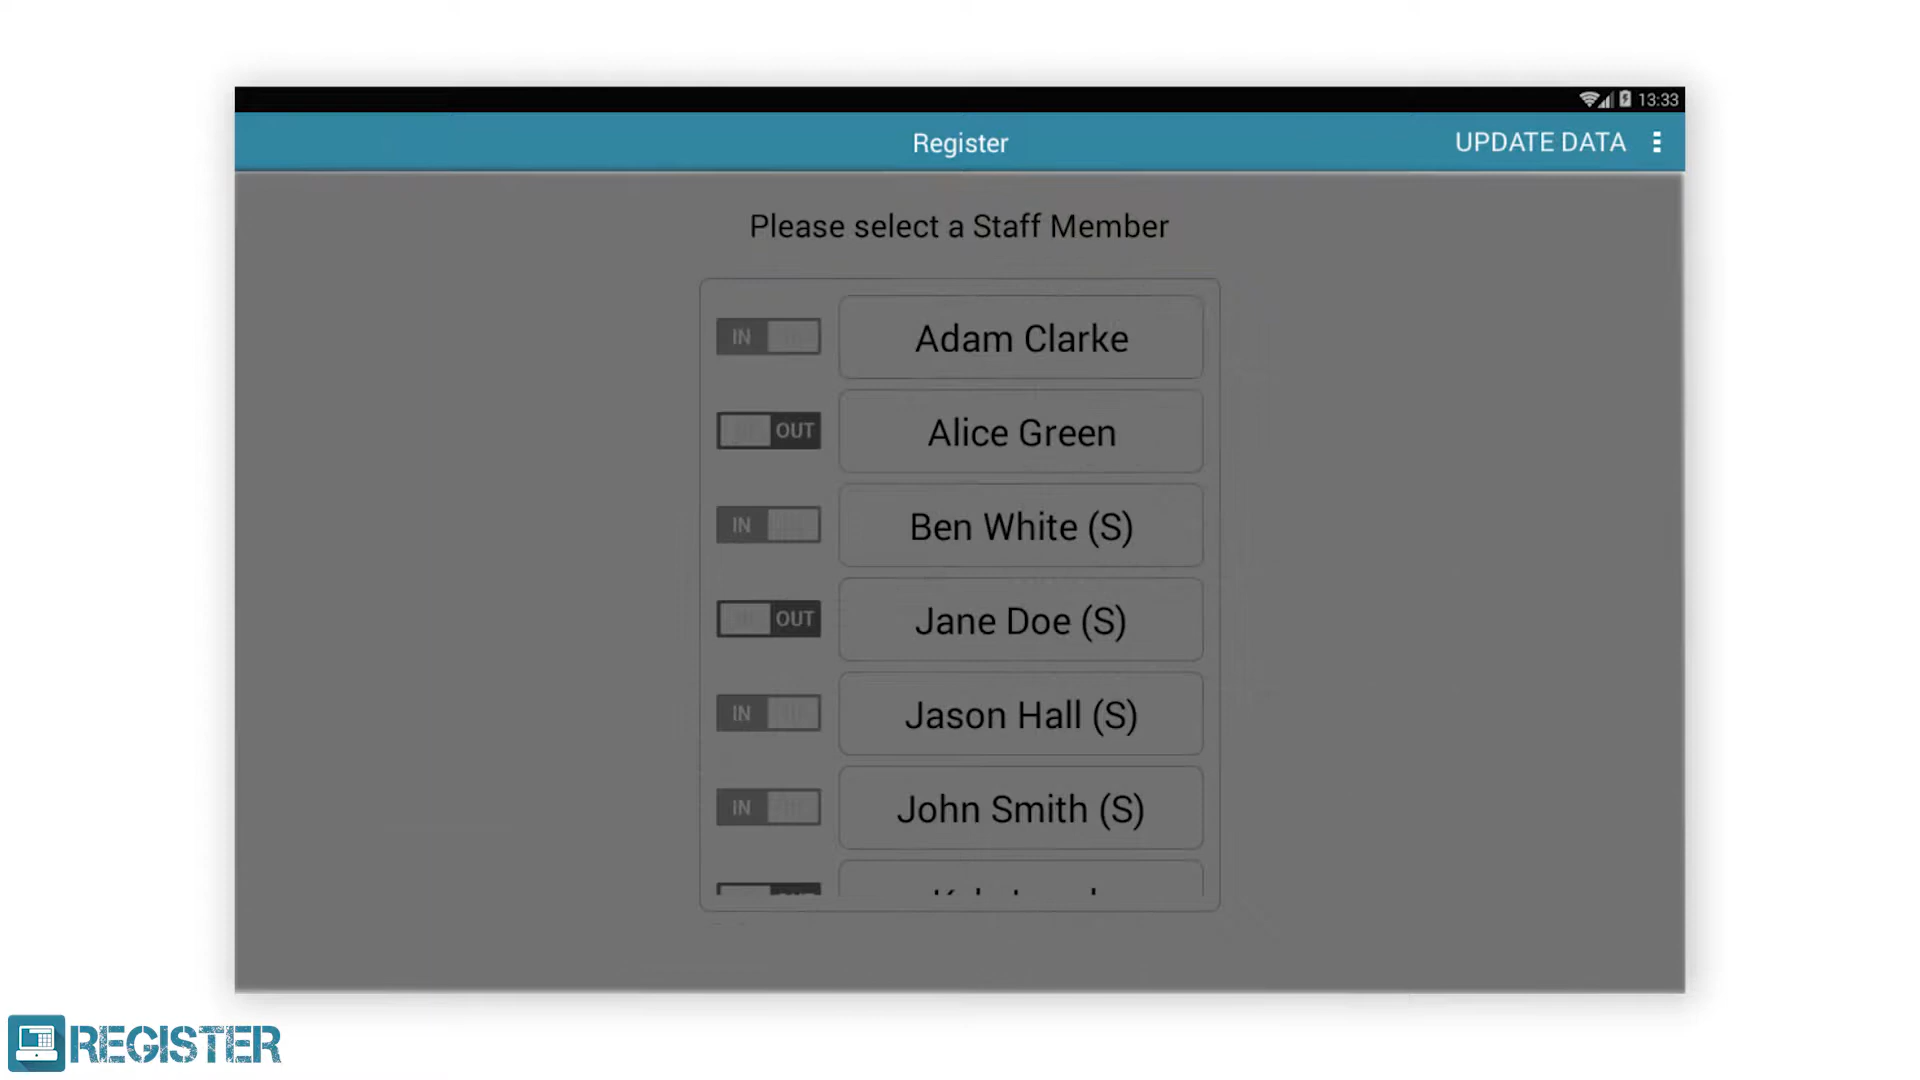 13:33
Register
UPDATE DATA
Please select a Staff Member
IN
Adam Clarke
OUT
Alice Green
IN
Ben White (S)
OUT
Jane Doe (S)
IN
Jason Hall (S)
IN
John Smith (S)
OUT
REGISTER